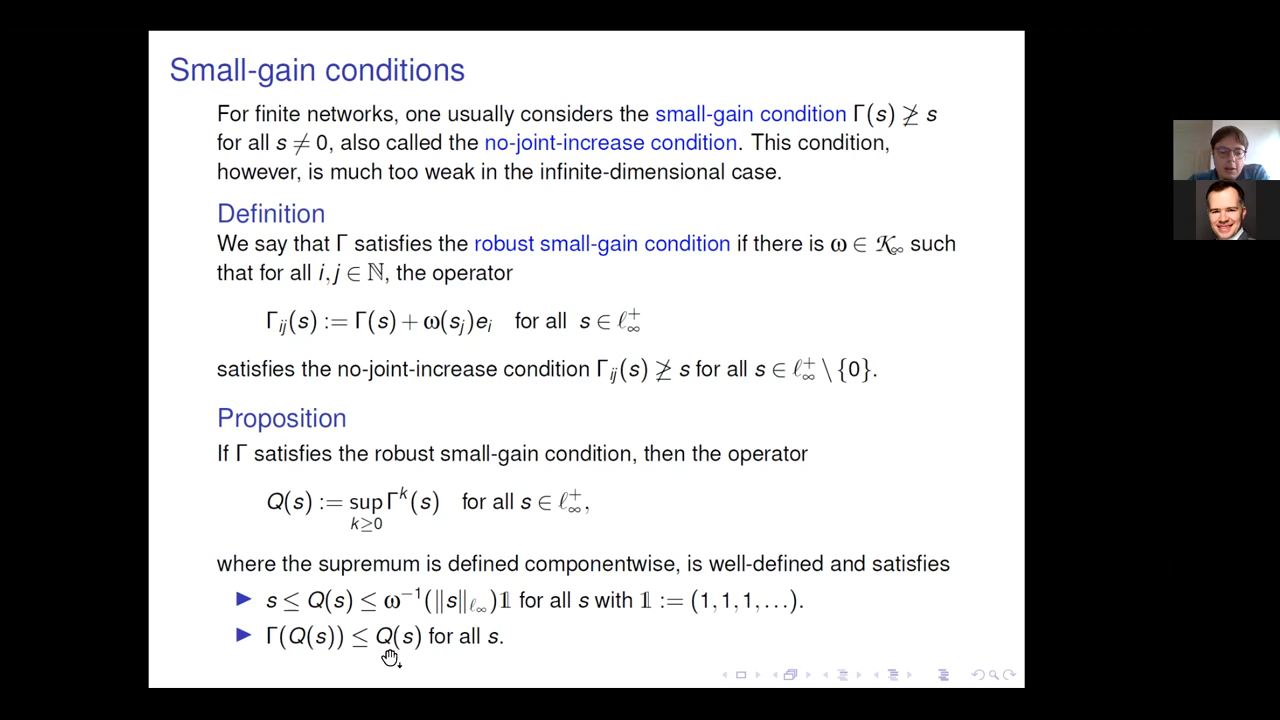 Small-gain conditions
For finite networks, one usually considers the small-gain condition Γ(s) ≱ s
for all s ≠ 0, also called the no-joint-increase condition. This condition,
however, is much too weak in the infinite-dimensional case.
Definition
We say that Γ satisfies the robust small-gain condition if there is ω ∈ 𝒦∞ such
that for all i, j ∈ ℕ, the operator
Γᵢⱼ(s) := Γ(s) + ω(sⱼ)eᵢ for all s ∈ ℓ∞⁺
satisfies the no-joint-increase condition Γᵢⱼ(s) ≱ s for all s ∈ ℓ∞⁺ \ {0}.
Proposition
If Γ satisfies the robust small-gain condition, then the operator
Q(s) := sup Γᵏ(s) for all s ∈ ℓ∞⁺,
k≥0
where the supremum is defined componentwise, is well-defined and satisfies
▶ s ≤ Q(s) ≤ ω⁻¹(‖s‖ℓ∞)𝟙 for all s with 𝟙 := (1, 1, 1, …).
▶ Γ(Q(s)) ≤ Q(s) for all s.